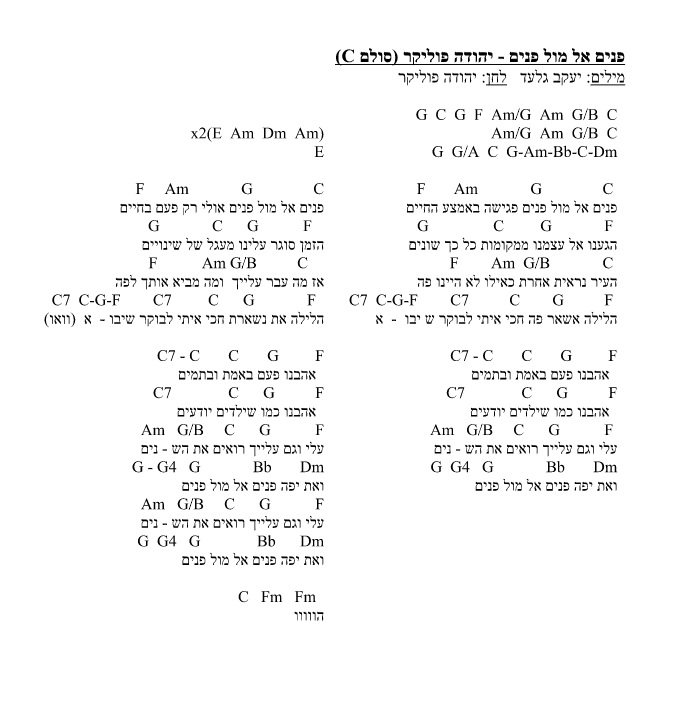 פנים אל מול פנים - יהודה פוליקר (סולם C)
מילים: יעקב גלעד לחן: יהודה פוליקר
G C G F Am/G Am G/B C
Am/G Am G/B C
G G/A C G-Am-Bb-C-Dm
F Am G C
פנים אל מול פנים פגישה באמצע החיים
G C G F
הגענו אל עצמנו ממקומות כל כך שונים
F Am G/B C
העיר נראית אחרת כאילו לא היינו פה
C7 C-G-F C7 C G F
הלילה אשאר פה חכי איתי לבוקר ש יבו - א
C7 - C C G F
אהבנו פעם באמת ובתמים
C7 C G F
אהבנו כמו שילדים יודעים
Am G/B C G F
עלי וגם עלייך רואים את הש - נים
G G4 G Bb Dm
ואת יפה פנים אל מול פנים
x2(E Am Dm Am)
E
F Am G C
פנים אל מול פנים אולי רק פעם בחיים
G C G F
הזמן סוגר עלינו מעגל של שינויים
F Am G/B C
אז מה עבר עלייך ומה מביא אותך לפה
C7 C-G-F C7 C G F
הלילה את נשארת חכי איתי לבוקר שיבו - א (וואו)
C7 - C C G F
אהבנו פעם באמת ובתמים
C7 C G F
אהבנו כמו שילדים יודעים
Am G/B C G F
עלי וגם עלייך רואים את הש - נים
G - G4 G Bb Dm
ואת יפה פנים אל מול פנים
Am G/B C G F
עלי וגם עלייך רואים את הש - נים
G G4 G Bb Dm
ואת יפה פנים אל מול פנים
C Fm Fm
הווווו